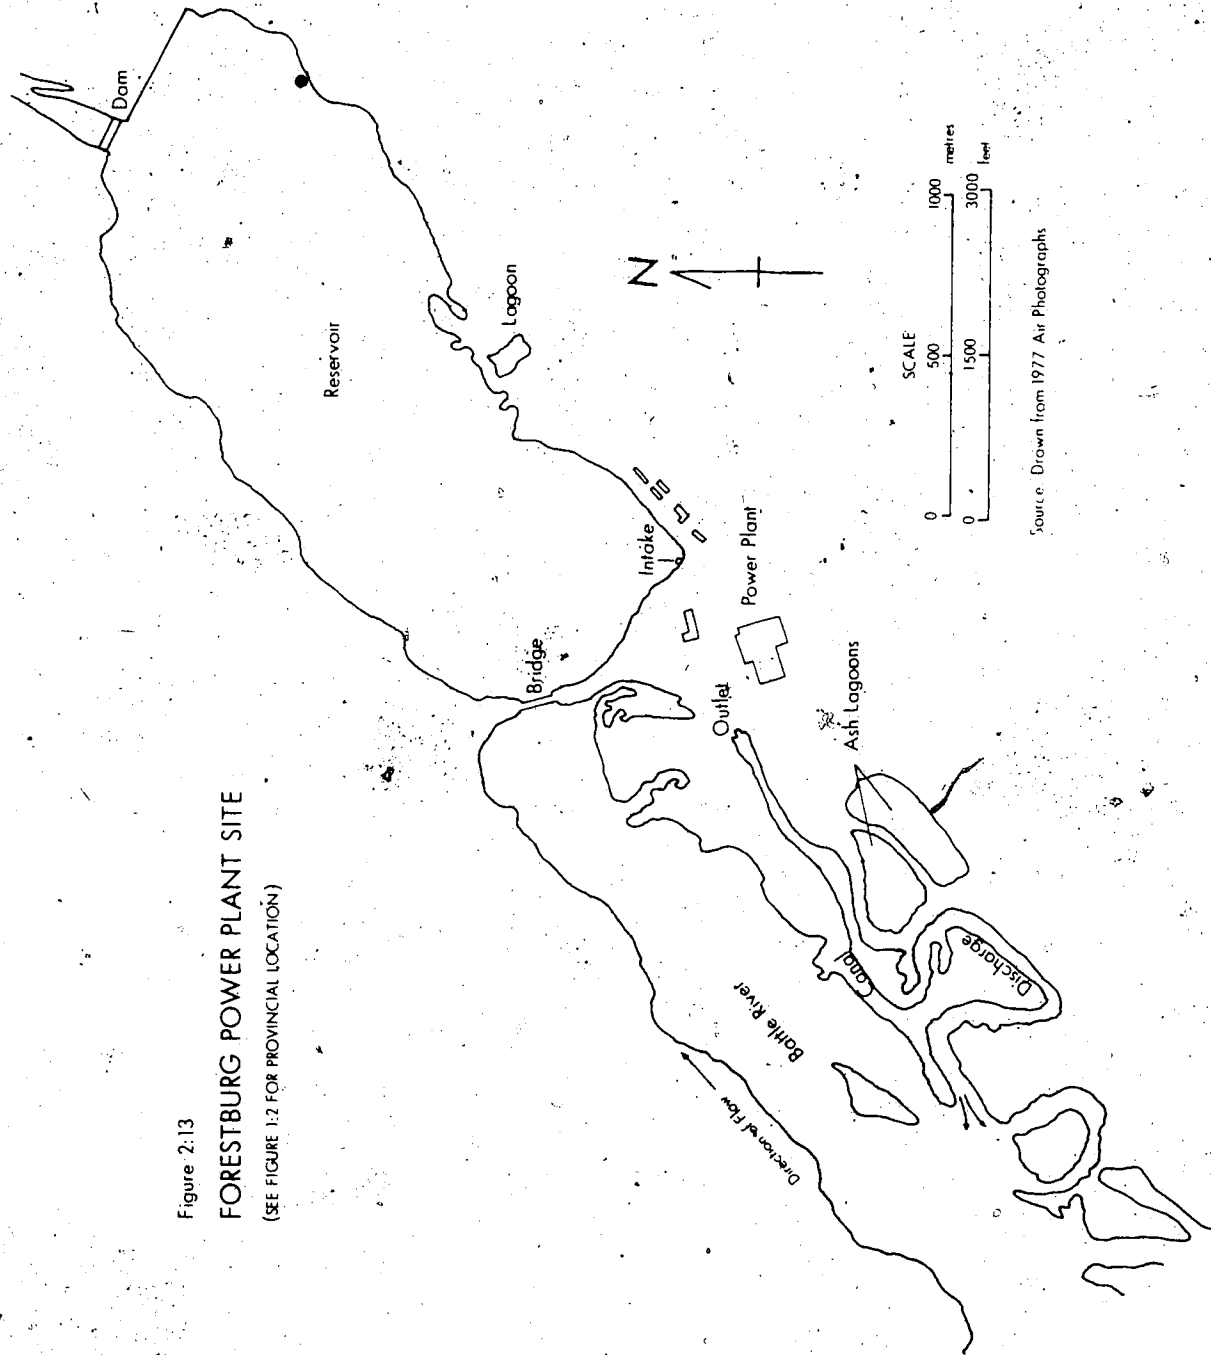 Figure 2:13
FORESTBURG POWER PLANT SITE
(SEE FIGURE 1:2 FOR PROVINCIAL LOCATION)
Dam
Reservoir
Lagoon
N
Bridge
Intake
Power Plant
Outlet
Ash Lagoons
Canal
Discharge
Battle River
Direction of Flow
SCALE
0 500 1000 metres
0 1500 3000 feet
Source: Drawn from 1977 Air Photographs